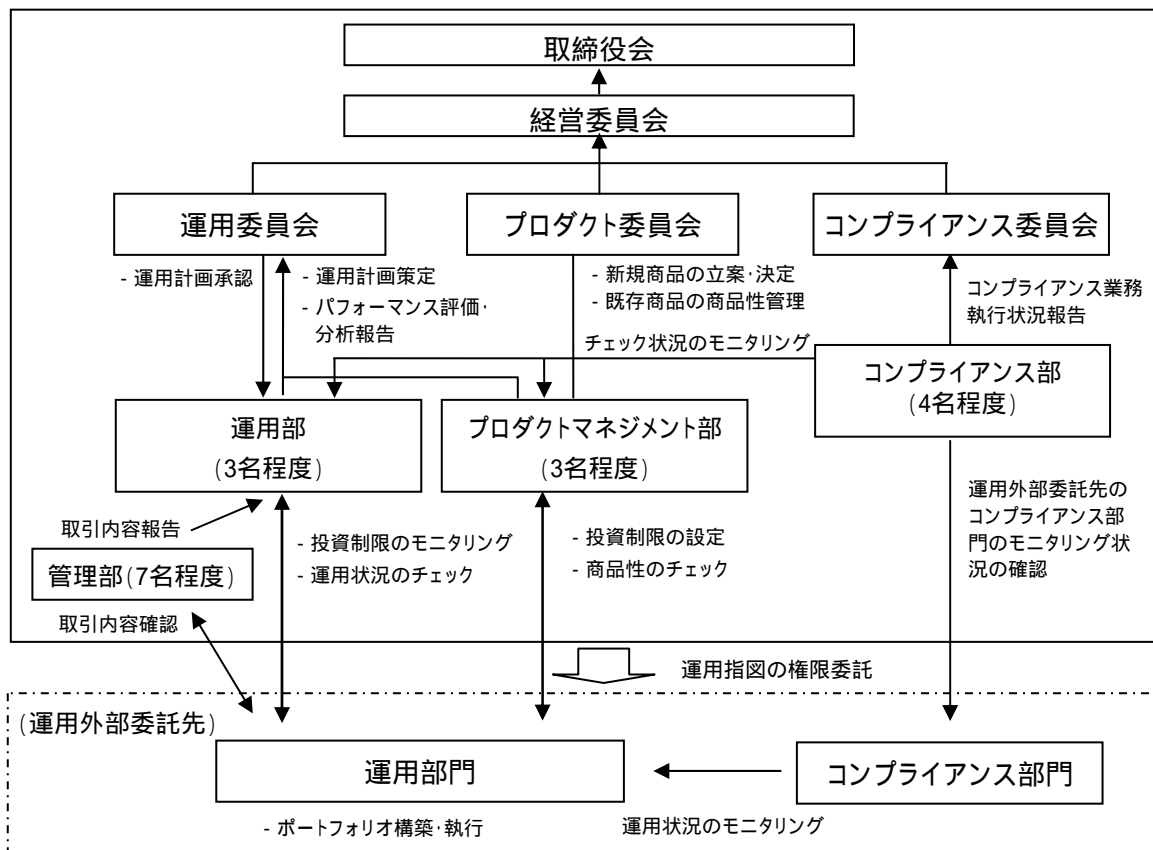 取締役会
経営委員会
運用委員会
プロダクト委員会
コンプライアンス委員会
- 運用計画承認
- 運用計画策定
- パフォーマンス評価・
分析報告
- 新規商品の立案・決定
- 既存商品の商品性管理
コンプライアンス業務
執行状況報告
チェック状況のモニタリング
コンプライアンス部
(4名程度)
運用部
(3名程度)
プロダクトマネジメント部
(3名程度)
取引内容報告
管理部(7名程度)
取引内容確認
- 投資制限のモニタリング
- 運用状況のチェック
- 投資制限の設定
- 商品性のチェック
運用外部委託先の
コンプライアンス部
門のモニタリング状
況の確認
運用指図の権限委託
(運用外部委託先)
運用部門
コンプライアンス部門
- ポートフォリオ構築・執行
運用状況のモニタリング